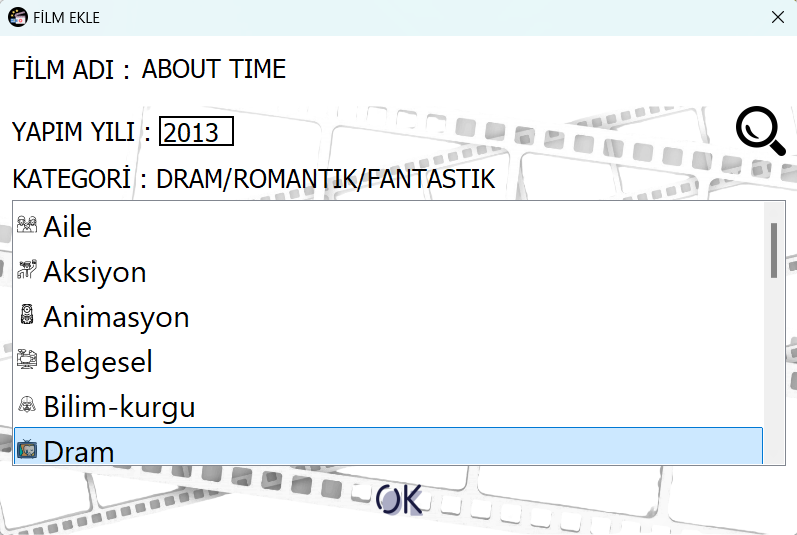 FİLM EKLE
FİLM ADI : ABOUT TIME
YAPIM YILI : 2013
KATEGORİ : DRAM/ROMANTIK/FANTASTIK
Aile
Aksiyon
Animasyon
Belgesel
Bilim-kurgu
Dram
OK